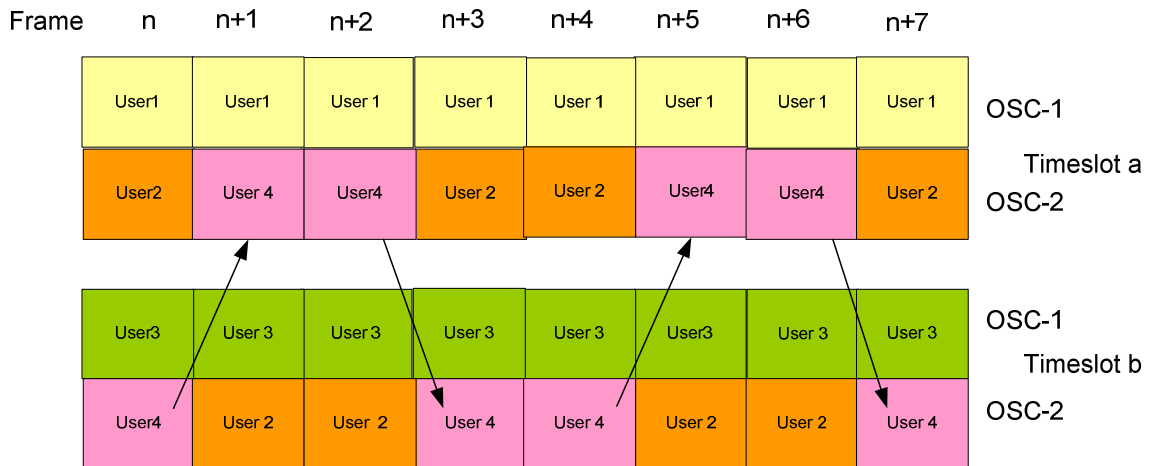 Frame n n+1 n+2 n+3 n+4 n+5 n+6 n+7
User1 User1 User 1 User 1 User 1 User 1 User 1 User 1 OSC-1
Timeslot a
User2 User 4 User4 User 2 User 2 User4 User4 User 2 OSC-2
User3 User 3 User3 User 3 User 3 User3 User 3 User 3 OSC-1
Timeslot b
User4 User 2 User 2 User 4 User 4 User 2 User 2 User 4 OSC-2